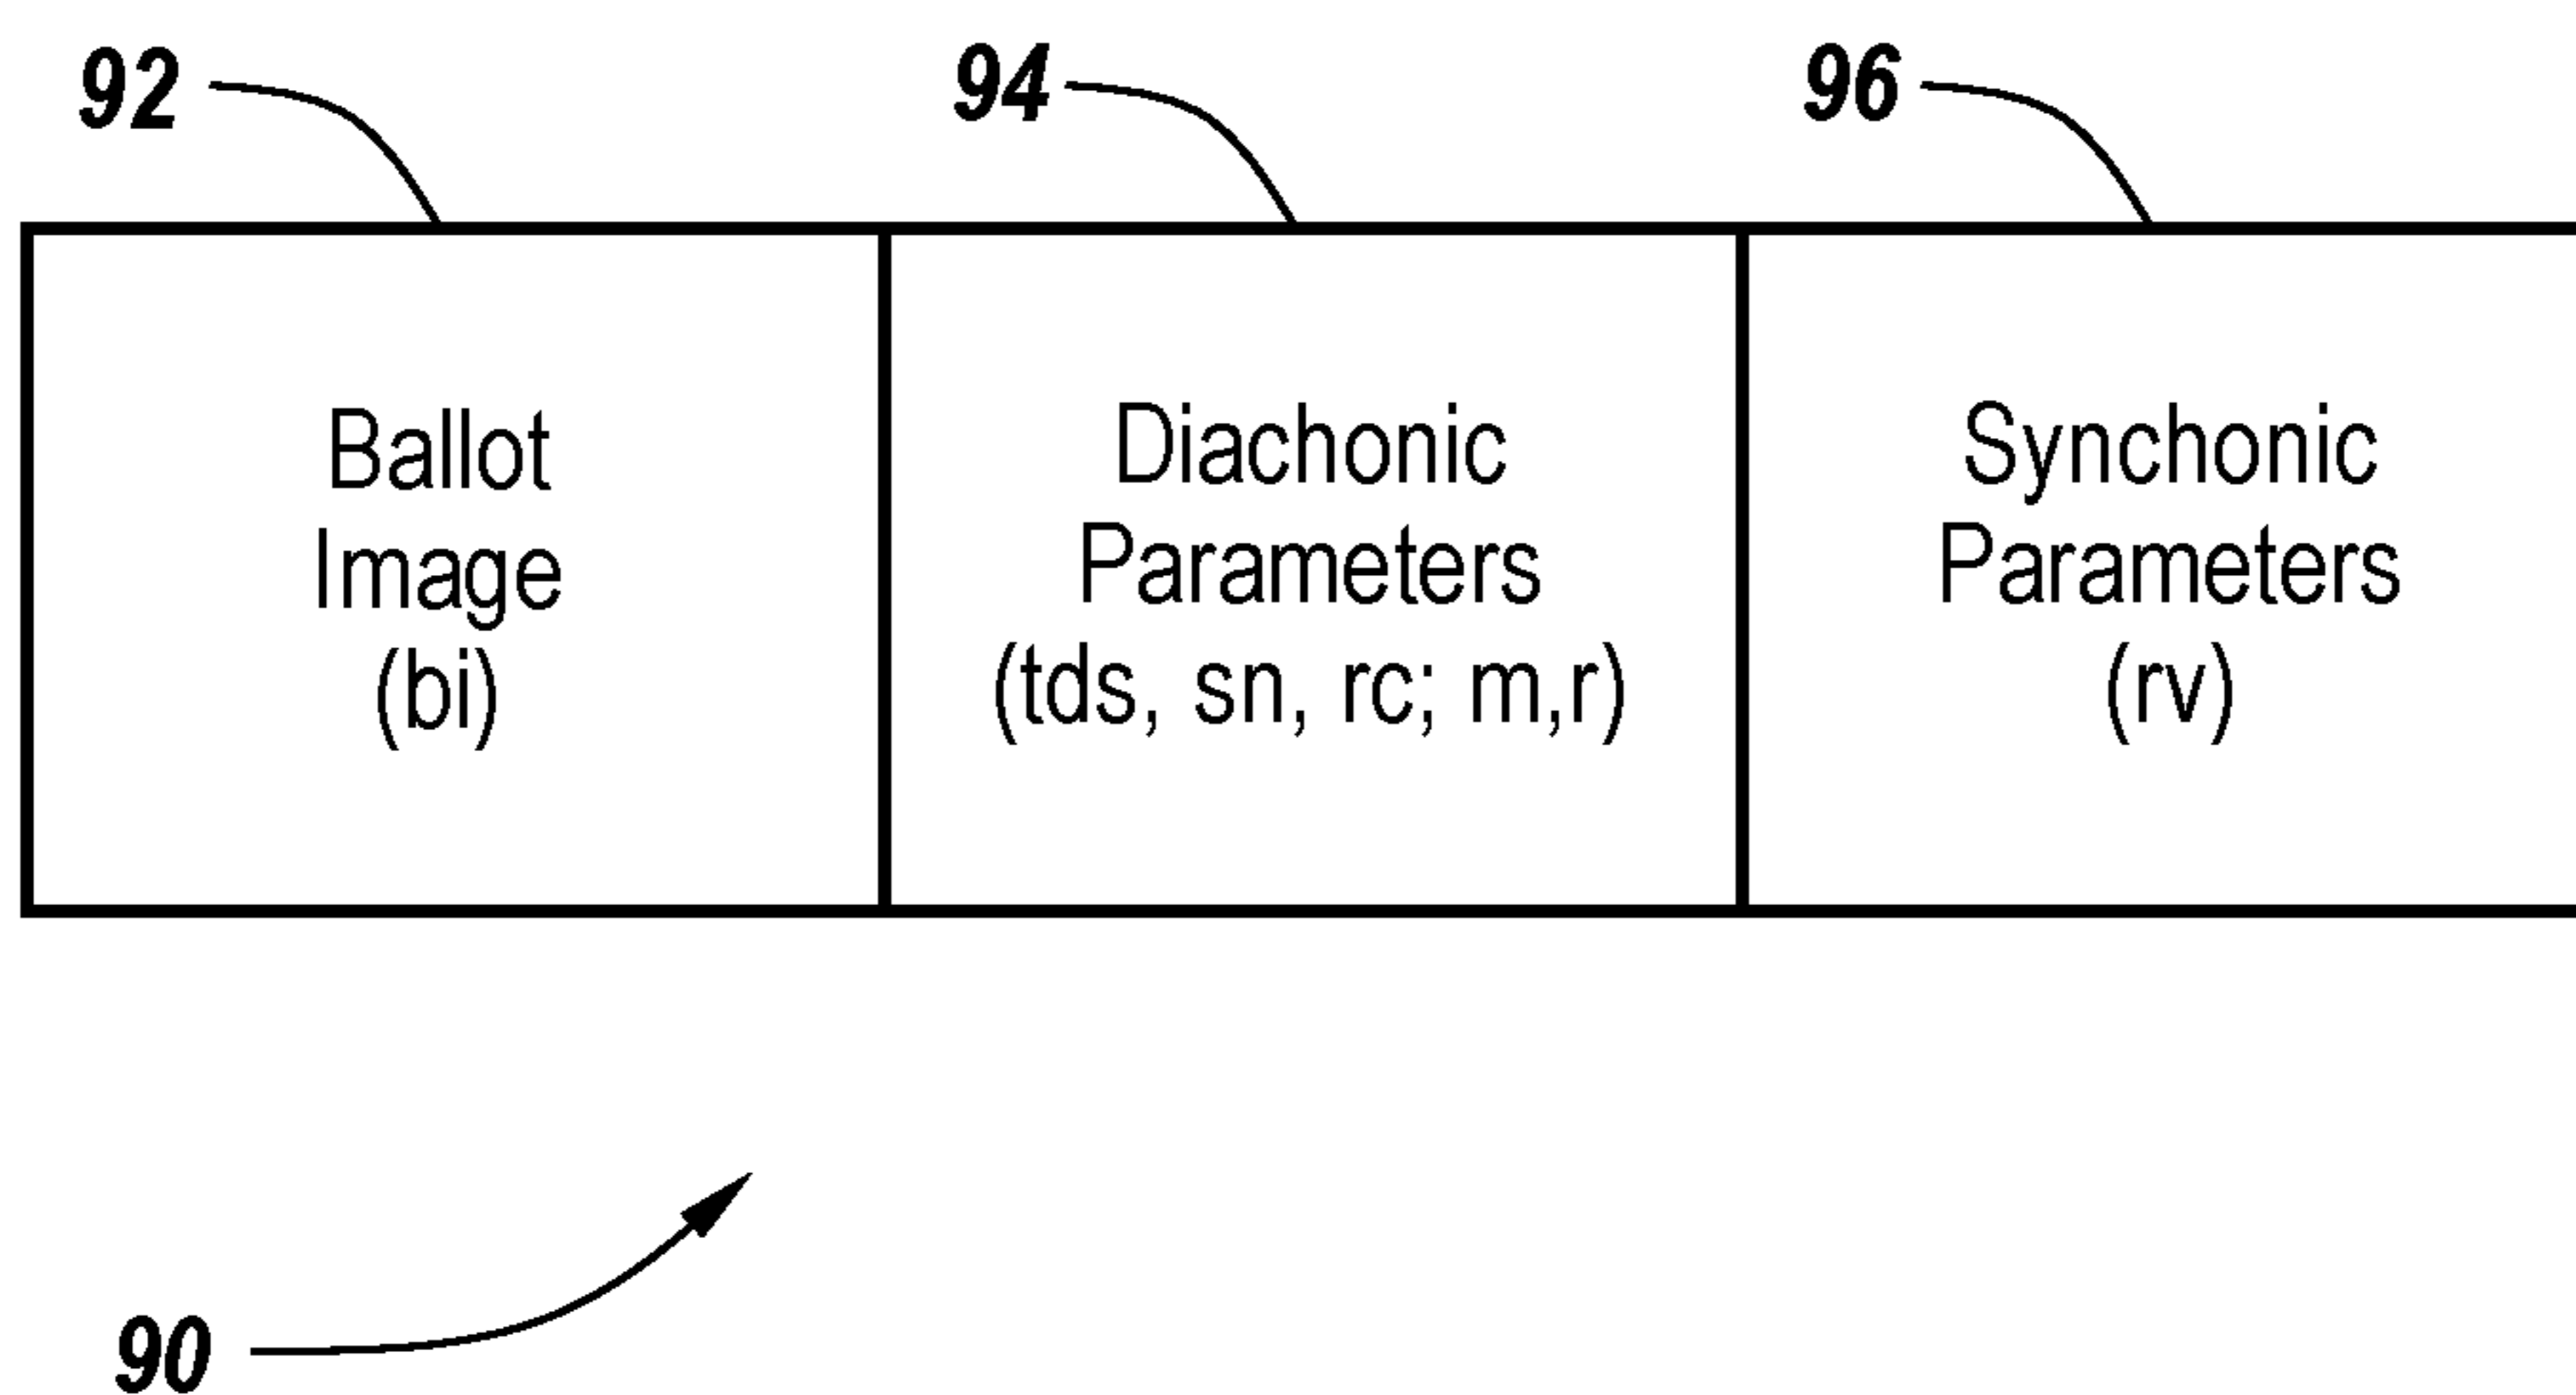 92
94
96
Ballot
Image
(bi)
Diachonic
Parameters
(tds, sn, rc; m,r)
Synchonic
Parameters
(rv)
90